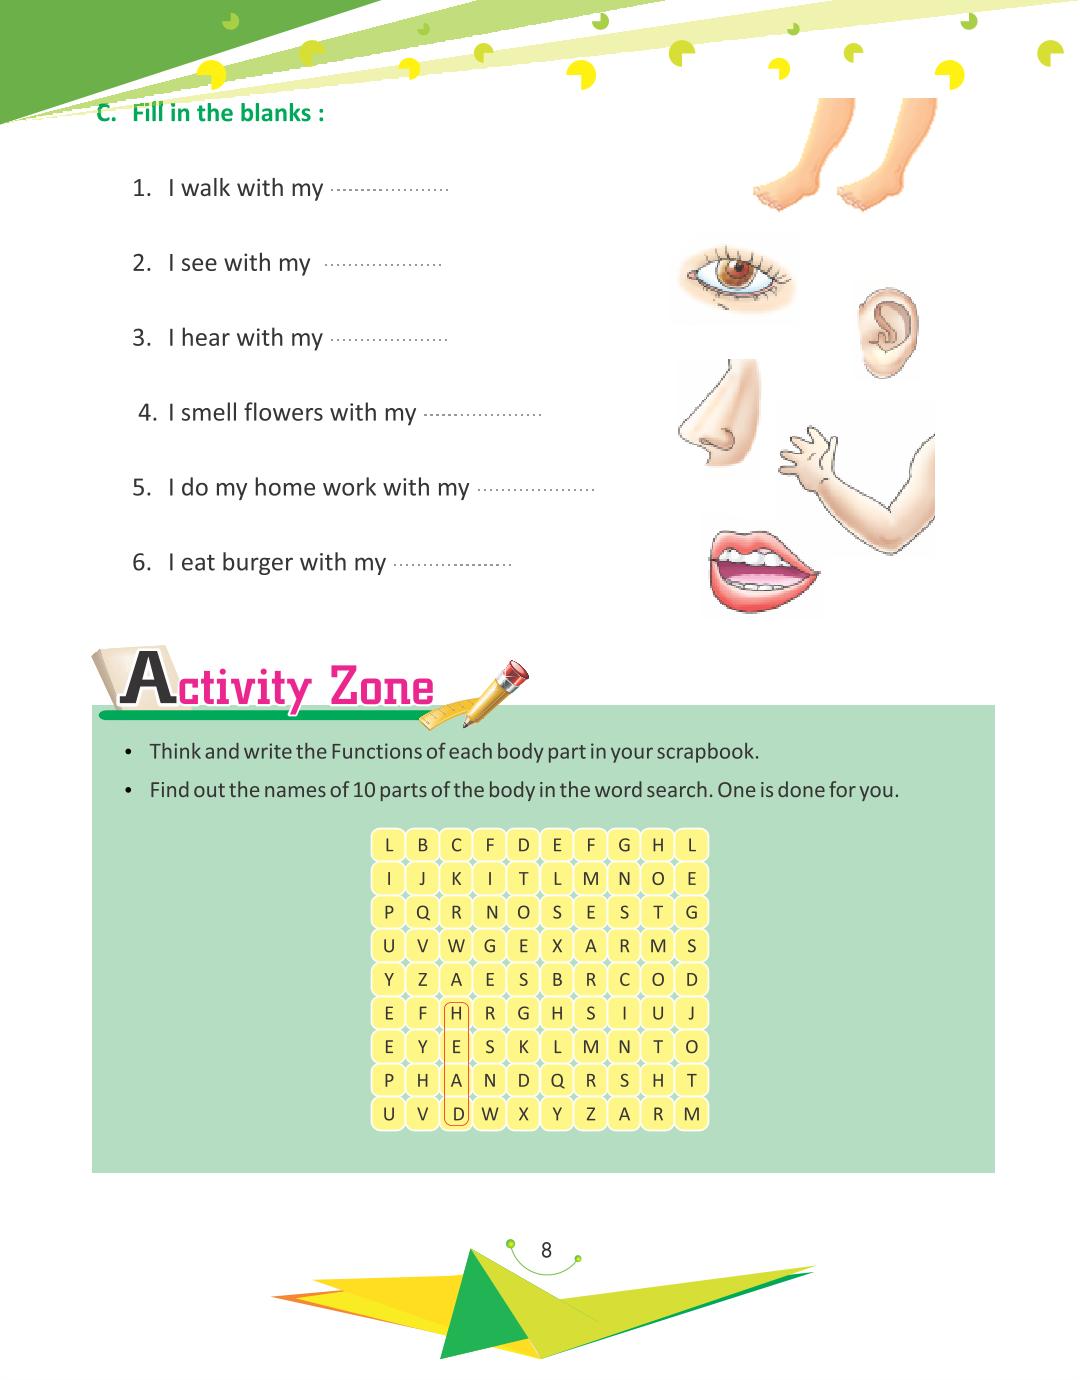 C. Fill in the blanks :
1. I walk with my ....................
2. I see with my ....................
3. I hear with my ....................
4. I smell flowers with my ....................
5. I do my home work with my ....................
6. I eat burger with my ....................
Activity Zone
• Think and write the Functions of each body part in your scrapbook.
• Find out the names of 10 parts of the body in the word search. One is done for you.
L B C F D E F G H L
I J K I T L M N O E
P Q R N O S E S T G
U V W G E X A R M S
Y Z A E S B R C O D
E F H R G H S I U J
E Y E S K L M N T O
P H A N D Q R S H T
U V D W X Y Z A R M
8